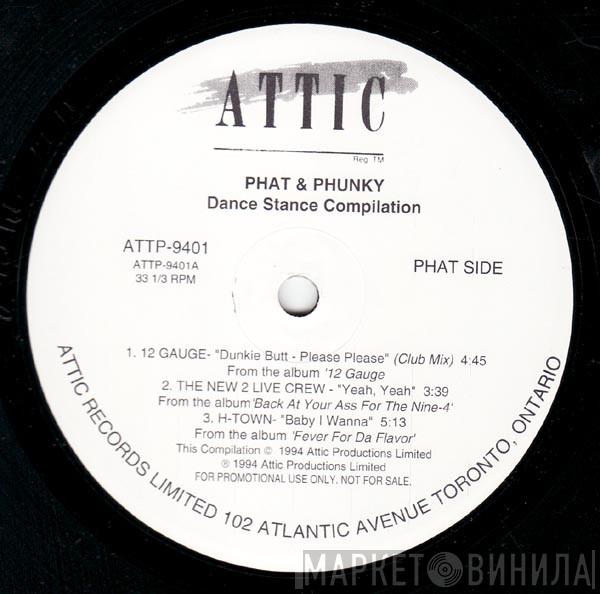 ATTIC
Reg. TM
PHAT & PHUNKY
Dance Stance Compilation
ATTP-9401
ATTP-9401A
33 1/3 RPM
PHAT SIDE
1. 12 GAUGE- "Dunkie Butt - Please Please" (Club Mix) 4:45
From the album '12 Gauge
2. THE NEW 2 LIVE CREW - "Yeah, Yeah" 3:39
From the album'Back At Your Ass For The Nine-4'
3. H-TOWN- "Baby I Wanna" 5:13
From the album 'Fever For Da Flavor'
This Compilation © 1994 Attic Productions Limited
℗ 1994 Attic Productions Limited
FOR PROMOTIONAL USE ONLY. NOT FOR SALE.
ATTIC RECORDS LIMITED 102 ATLANTIC AVENUE TORONTO, ONTARIO
МАРКЕТ ВИНИЛА